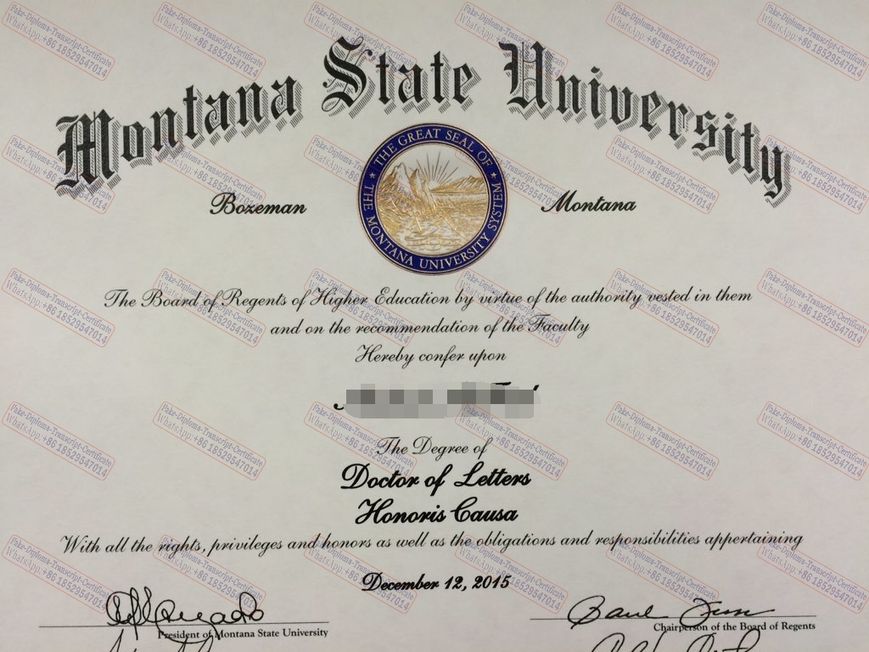 Montana State University
THE GREAT SEAL OF
THE MONTANA UNIVERSITY SYSTEM
Bozeman
Montana
The Board of Regents of Higher Education by virtue of the authority vested in them
and on the recommendation of the Faculty
Hereby confer upon
The Degree of
Doctor of Letters
Honoris Causa
With all the rights, privileges and honors as well as the obligations and responsibilities appertaining
December 12, 2015
President of Montana State University
Chairperson of the Board of Regents
Fake-Diploma-Transcript-Certificate
WhatsApp:+86 18529547014